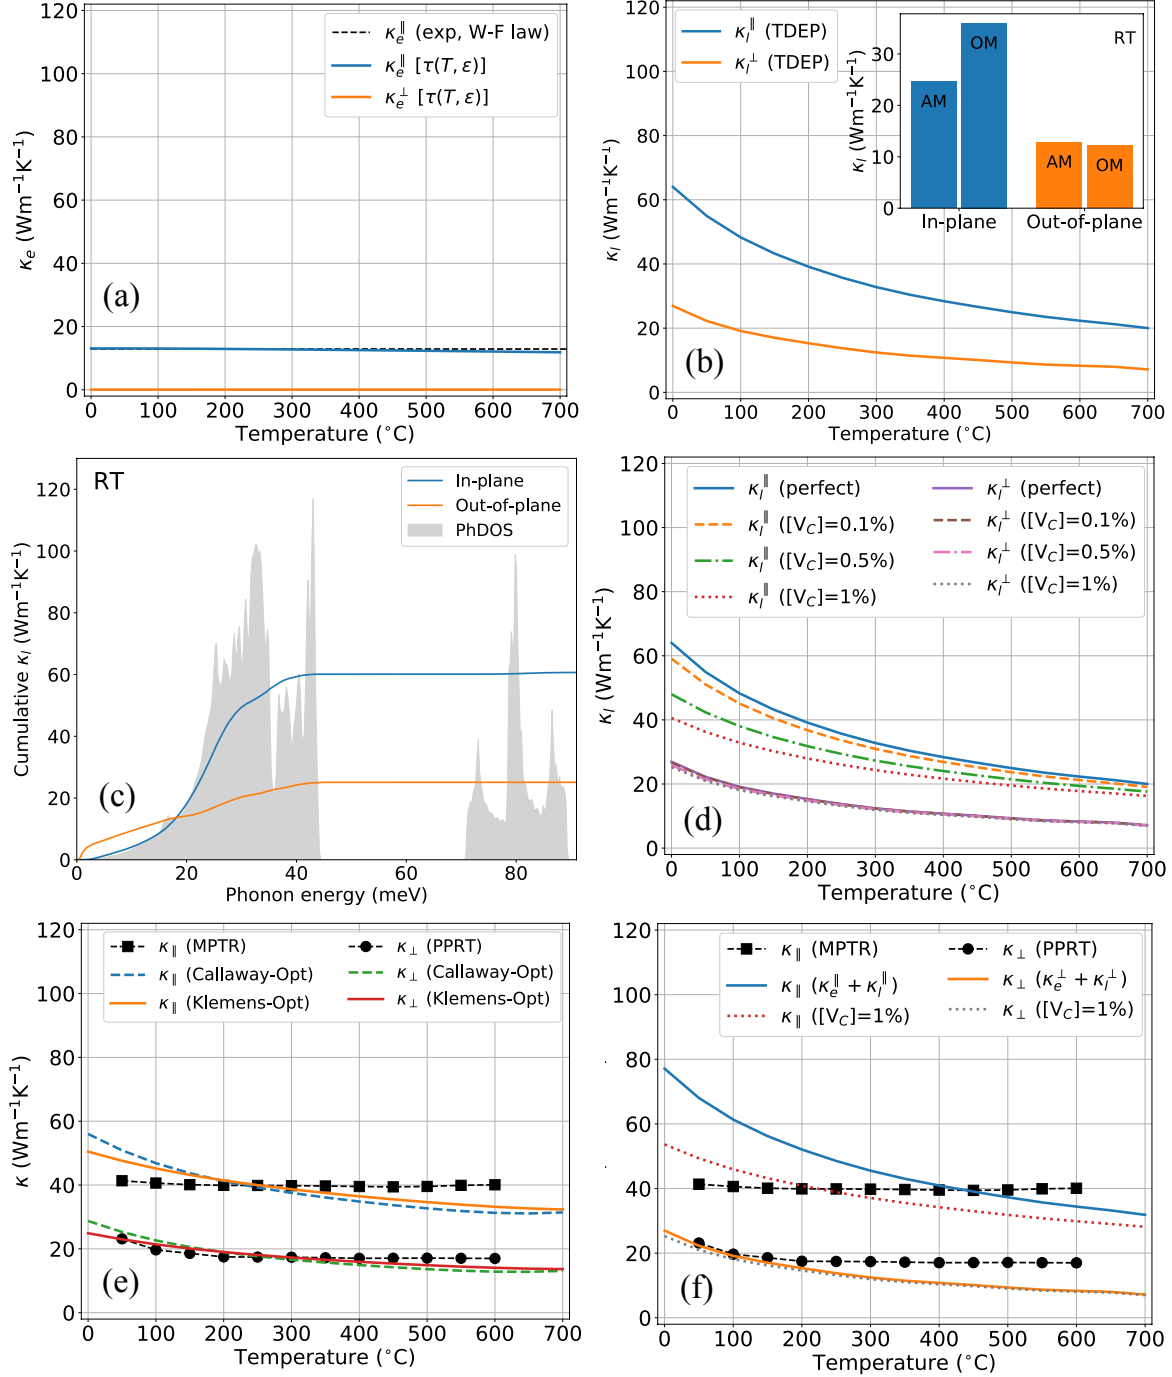 κₑ∥ (exp, W-F law)
κₑ∥ [τ(T, ε)]
κₑ⊥ [τ(T, ε)]
120
100
80
60
40
20
0
κₑ (Wm⁻¹K⁻¹)
(a)
0 100 200 300 400 500 600 700
Temperature (°C)
κₗ∥ (TDEP)
κₗ⊥ (TDEP)
RT
30
20
10
0
κₗ (Wm⁻¹K⁻¹)
AM OM AM OM
In-plane Out-of-plane
120
100
80
60
40
20
0
κₗ (Wm⁻¹K⁻¹)
(b)
0 100 200 300 400 500 600 700
Temperature (°C)
RT
In-plane
Out-of-plane
PhDOS
120
100
80
60
40
20
0
Cumulative κₗ (Wm⁻¹K⁻¹)
(c)
0 20 40 60 80
Phonon energy (meV)
κₗ∥ (perfect)
κₗ∥ ([V_C]=0.1%)
κₗ∥ ([V_C]=0.5%)
κₗ∥ ([V_C]=1%)
κₗ⊥ (perfect)
κₗ⊥ ([V_C]=0.1%)
κₗ⊥ ([V_C]=0.5%)
κₗ⊥ ([V_C]=1%)
120
100
80
60
40
20
0
κₗ (Wm⁻¹K⁻¹)
(d)
0 100 200 300 400 500 600 700
Temperature (°C)
κ∥ (MPTR)
κ∥ (Callaway-Opt)
κ∥ (Klemens-Opt)
κ⊥ (PPRT)
κ⊥ (Callaway-Opt)
κ⊥ (Klemens-Opt)
120
100
80
60
40
20
0
κ (Wm⁻¹K⁻¹)
(e)
0 100 200 300 400 500 600 700
Temperature (°C)
κ∥ (MPTR)
κ∥ (κₑ∥ + κₗ∥)
κ∥ ([V_C]=1%)
κ⊥ (PPRT)
κ⊥ (κₑ⊥ + κₗ⊥)
κ⊥ ([V_C]=1%)
120
100
80
60
40
20
0
(f)
0 100 200 300 400 500 600 700
Temperature (°C)